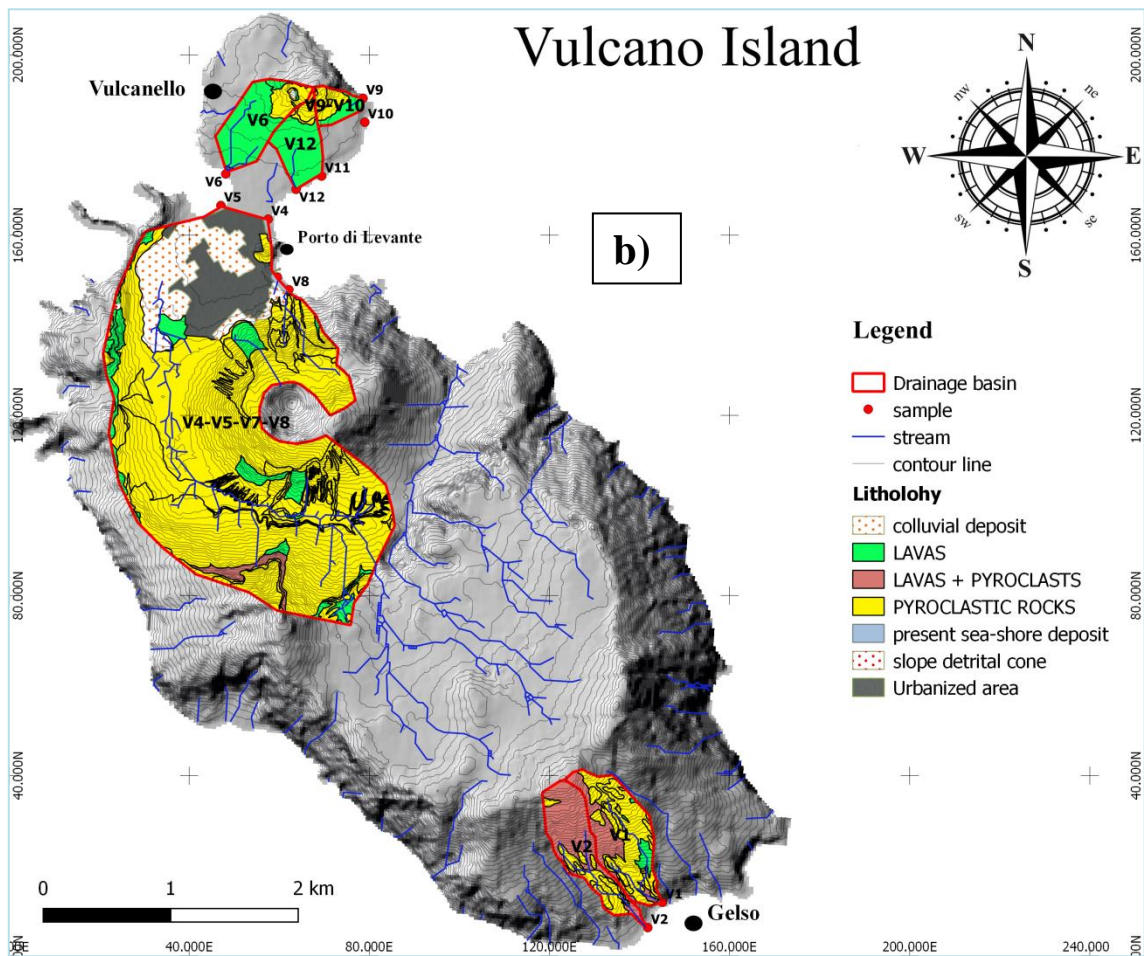 Vulcano Island
200.000N
200.000N
N
nw
ne
W
E
sw
se
S
Vulcanello
V9
V9-V10
V10
V6
V12
V11
V6
V12
V5
V4
160.000N
160.000N
Porto di Levante
b)
V8
Legend
Drainage basin
sample
stream
contour line
Litholohy
colluvial deposit
LAVAS
LAVAS + PYROCLASTS
PYROCLASTIC ROCKS
present sea-shore deposit
slope detrital cone
Urbanized area
120.000N
120.000N
V4-V5-V7-V8
80.000N
80.000N
40.000N
40.000N
V1
V2
V1
V2
Gelso
0 1 2 km
00E 40.000E 80.000E 120.000E 160.000E 200.000E 240.000